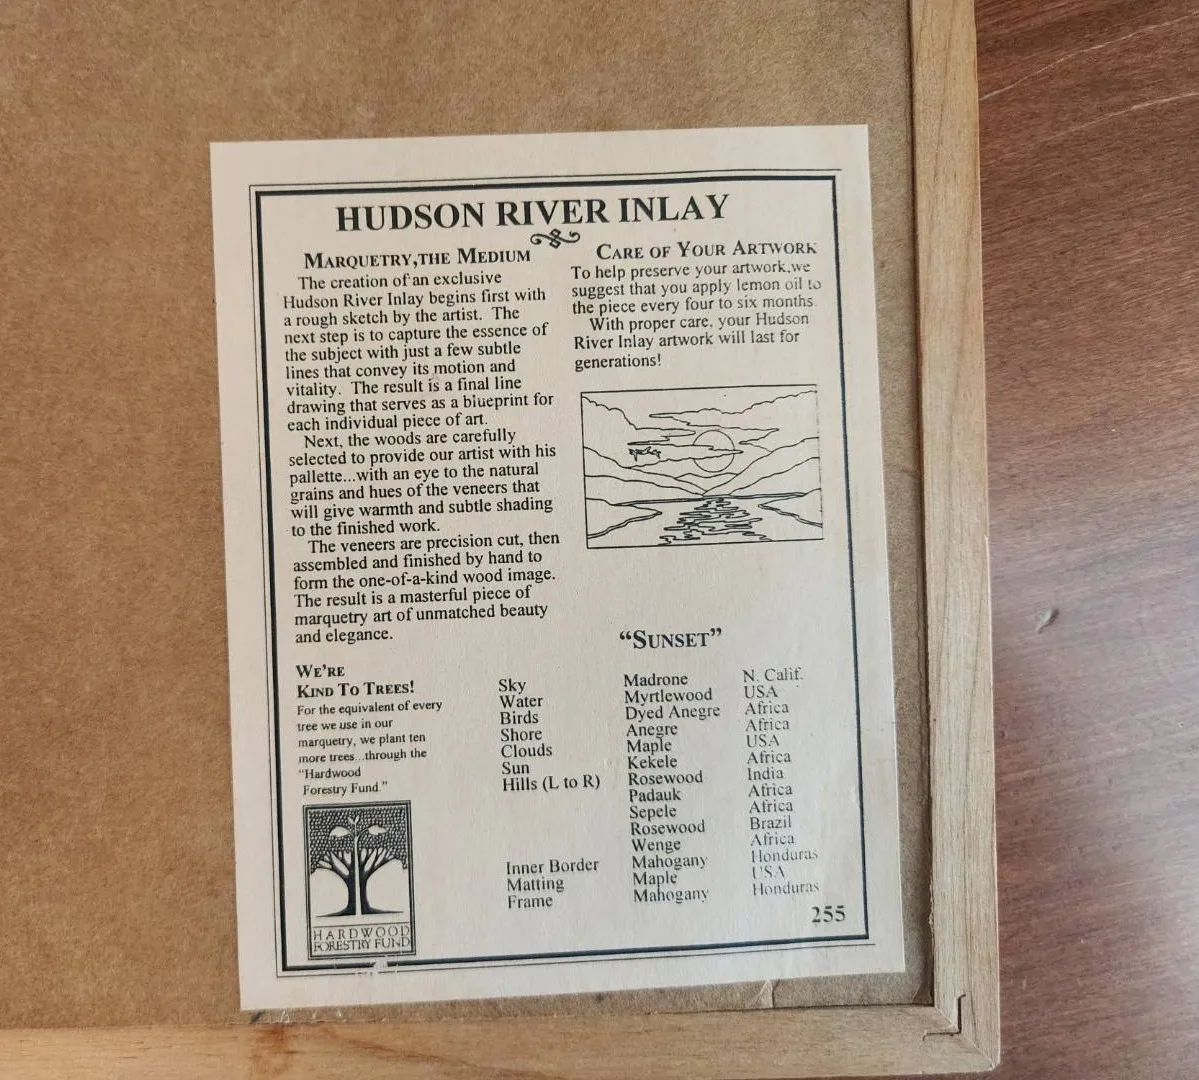 HUDSON RIVER INLAY
MARQUETRY,THE MEDIUM
The creation of an exclusive
Hudson River Inlay begins first with
a rough sketch by the artist. The
next step is to capture the essence of
the subject with just a few subtle
lines that convey its motion and
vitality. The result is a final line
drawing that serves as a blueprint for
each individual piece of art.
Next, the woods are carefully
selected to provide our artist with his
pallette...with an eye to the natural
grains and hues of the veneers that
will give warmth and subtle shading
to the finished work.
The veneers are precision cut, then
assembled and finished by hand to
form the one-of-a-kind wood image.
The result is a masterful piece of
marquetry art of unmatched beauty
and elegance.
CARE OF YOUR ARTWORK
To help preserve your artwork,we
suggest that you apply lemon oil to
the piece every four to six months.
With proper care, your Hudson
River Inlay artwork will last for
generations!
"SUNSET"
WE'RE
KIND TO TREES!
For the equivalent of every
tree we use in our
marquetry, we plant ten
more trees...through the
"Hardwood
Forestry Fund."
HARDWOOD
FORESTRY FUND
Sky Madrone N. Calif.
Water Myrtlewood USA
Birds Dyed Anegre Africa
Shore Anegre Africa
Clouds Maple USA
Sun Kekele Africa
Hills (L to R) Rosewood India
Padauk Africa
Sepele Africa
Rosewood Brazil
Wenge Africa
Inner Border Mahogany Honduras
Matting Maple USA
Frame Mahogany Honduras
255